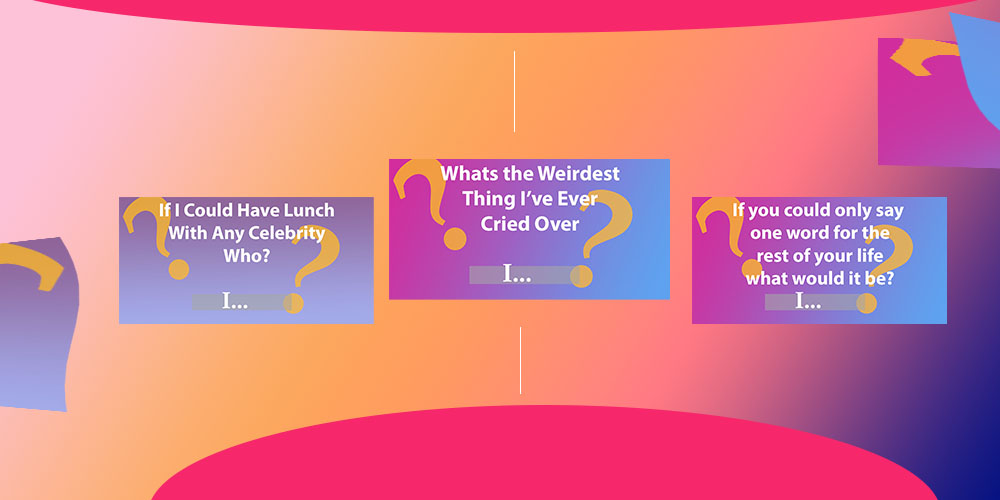 If I Could Have Lunch
With Any Celebrity
Who?
I...
Whats the Weirdest
Thing I've Ever
Cried Over
I...
If you could only say
one word for the
rest of your life
what would it be?
I...